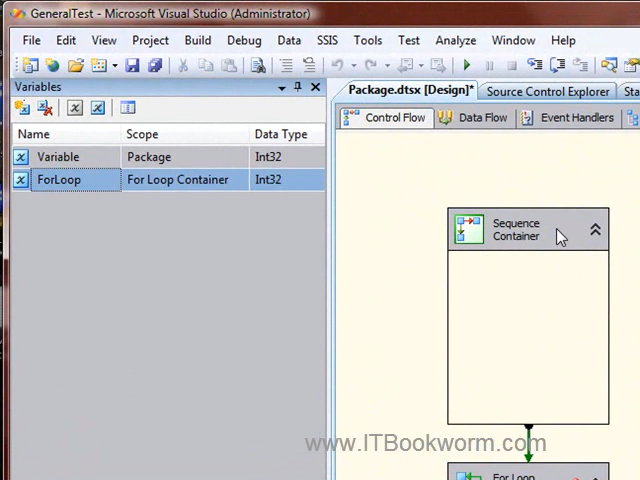 GeneralTest - Microsoft Visual Studio (Administrator)
File Edit View Project Build Debug Data SSIS Tools Test Analyze Window Help
Variables
Name Scope Data Type
Variable Package Int32
ForLoop For Loop Container Int32
Package.dtsx [Design]* Source Control Explorer Sta
Control Flow Data Flow Event Handlers
Sequence
Container
www.ITBookworm.com
For Loop